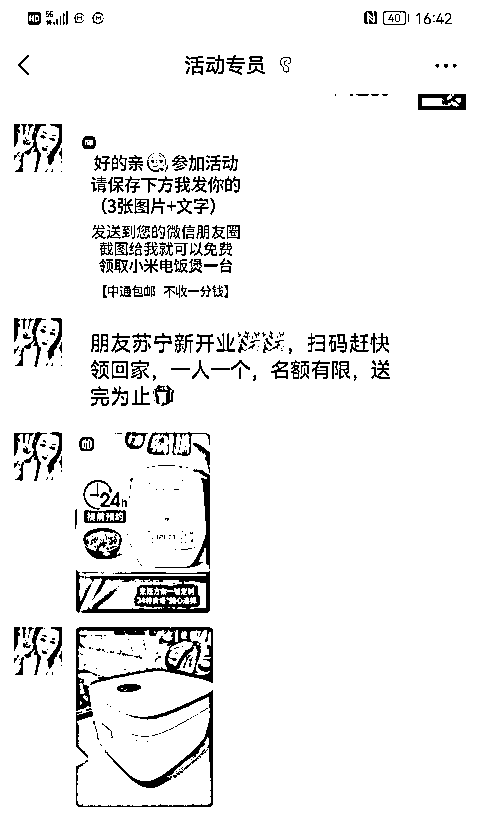 HD 5G 40 16:42
活动专员
好的亲 参加活动
请保存下方我发你的
（3张图片+文字）
发送到您的微信朋友圈
截图给我就可以免费
领取小米电饭煲一台
【中通包邮 不收一分钱】
朋友苏宁新开业，扫码赶快
领回家，一人一个，名额有限，送
完为止
24h
预约